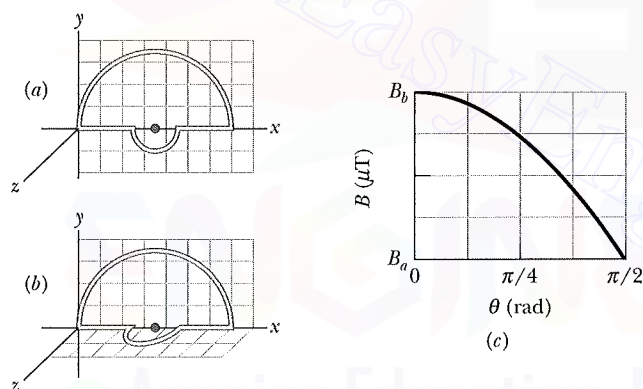 y
(a)
x
z
y
(b)
x
z
B_b
B (μT)
B_a
0
π/4
π/2
θ (rad)
(c)